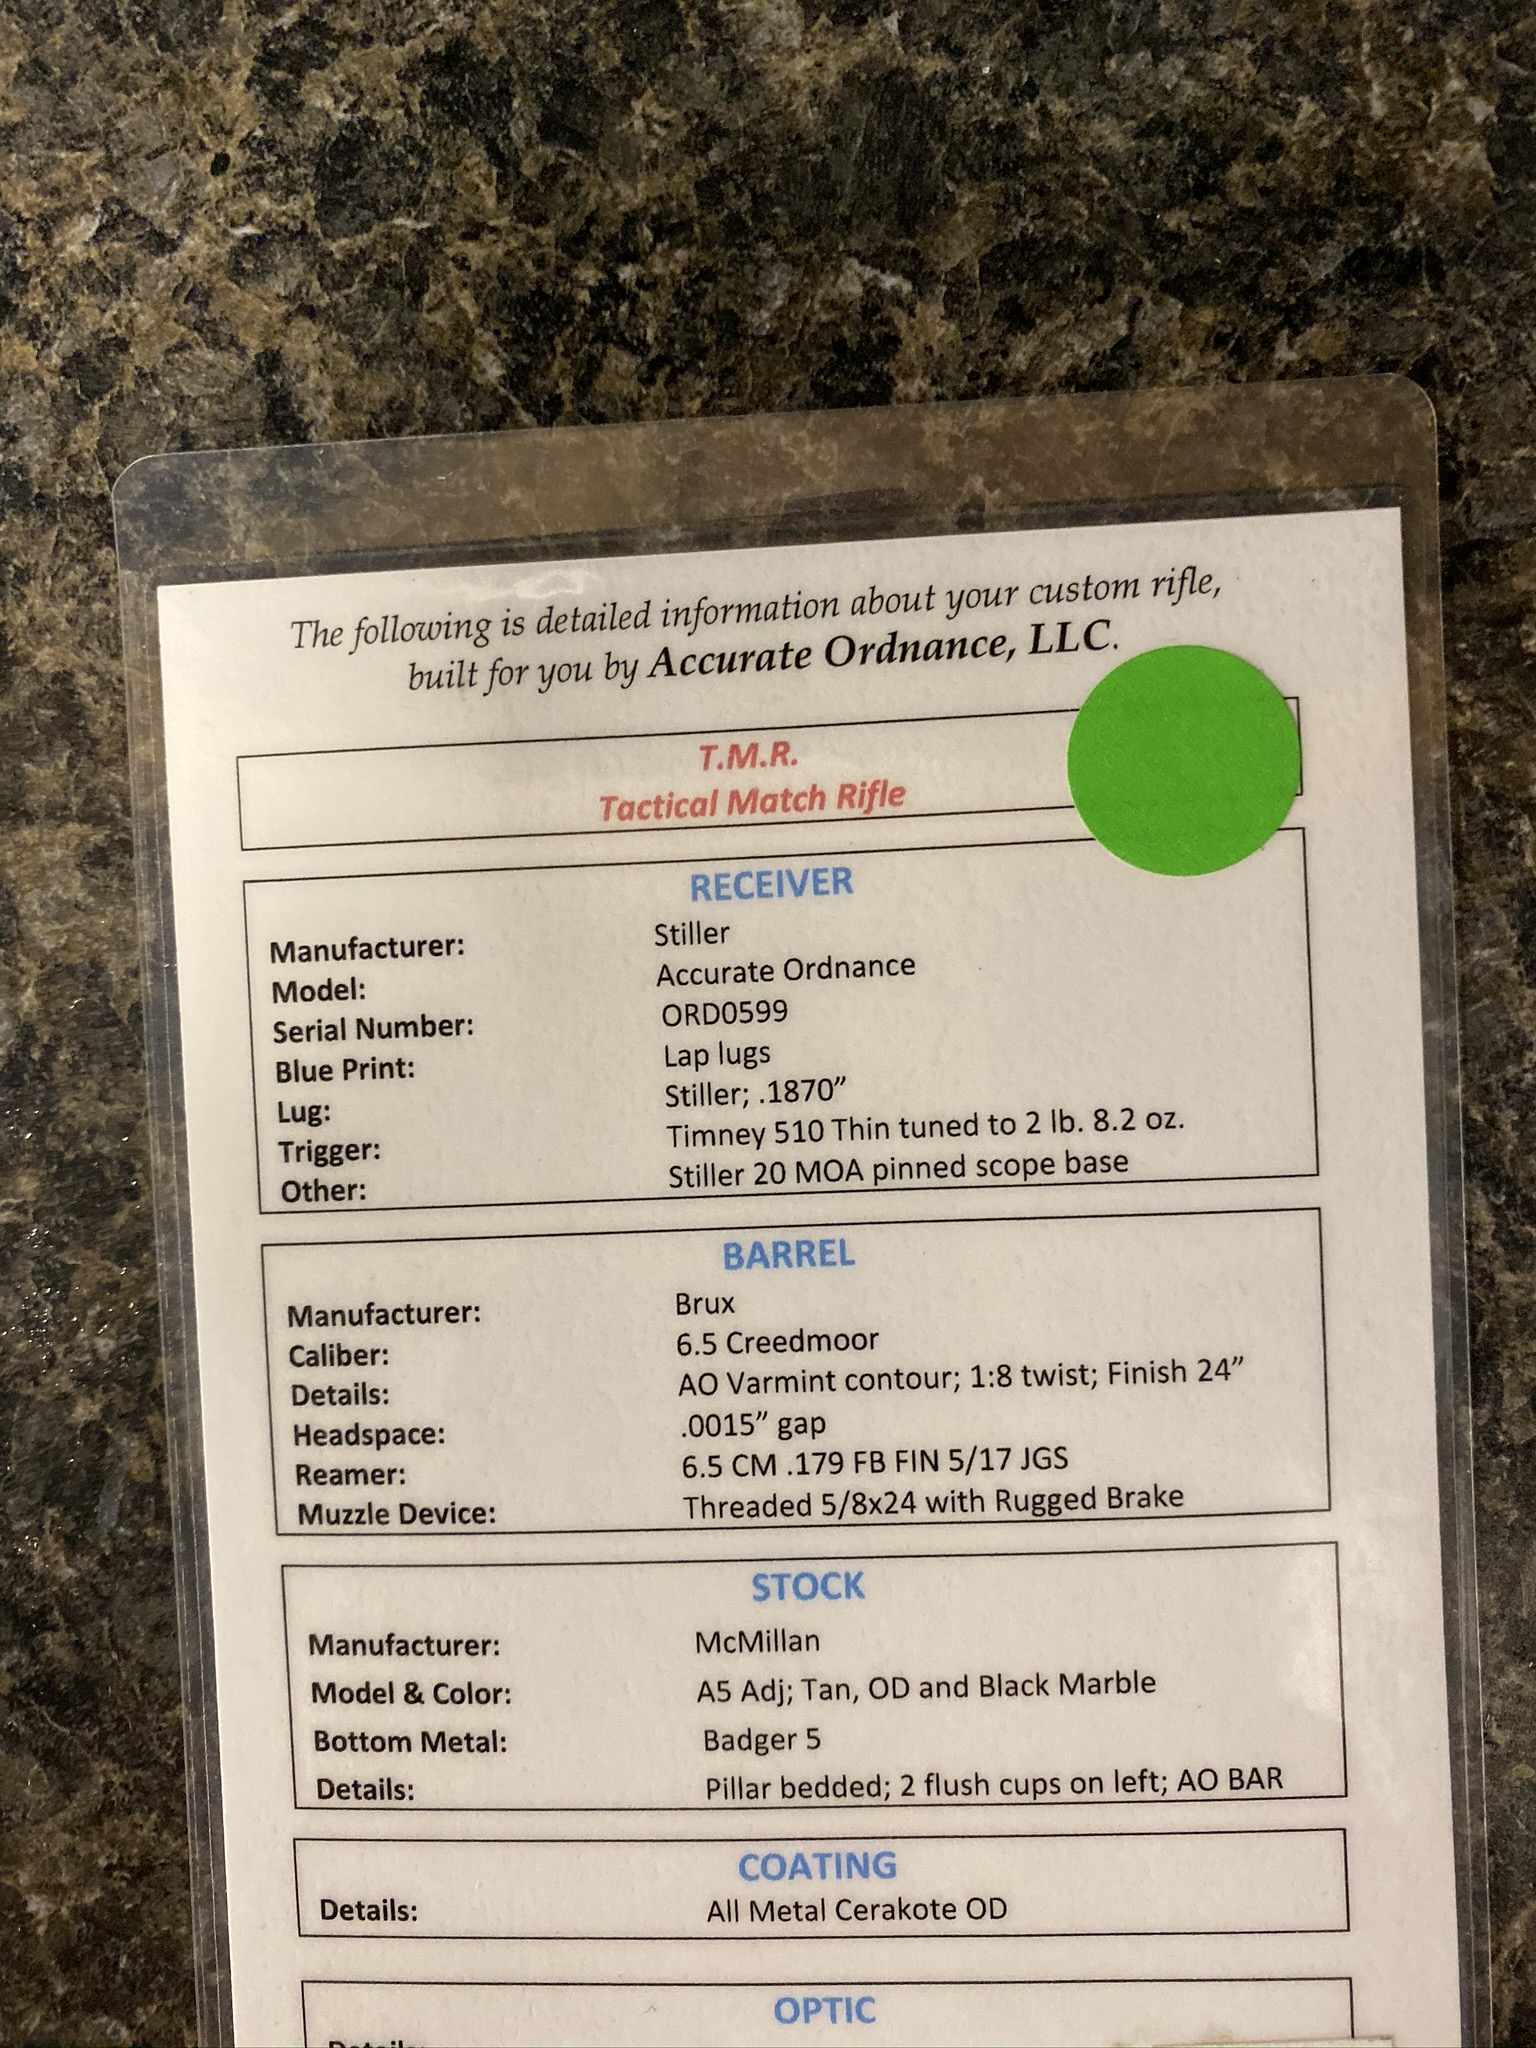 The following is detailed information about your custom rifle,
built for you by Accurate Ordnance, LLC.
T.M.R.
Tactical Match Rifle
RECEIVER
Manufacturer: Stiller
Model: Accurate Ordnance
Serial Number: ORD0599
Blue Print: Lap lugs
Lug: Stiller; .1870”
Trigger: Timney 510 Thin tuned to 2 lb. 8.2 oz.
Other: Stiller 20 MOA pinned scope base
BARREL
Manufacturer: Brux
Caliber: 6.5 Creedmoor
Details: AO Varmint contour; 1:8 twist; Finish 24”
Headspace: .0015” gap
Reamer: 6.5 CM .179 FB FIN 5/17 JGS
Muzzle Device: Threaded 5/8x24 with Rugged Brake
STOCK
Manufacturer: McMillan
Model & Color: A5 Adj; Tan, OD and Black Marble
Bottom Metal: Badger 5
Details: Pillar bedded; 2 flush cups on left; AO BAR
COATING
Details: All Metal Cerakote OD
OPTIC